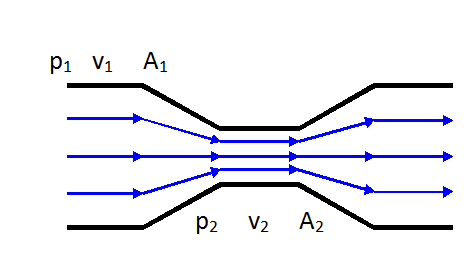 p₁ v₁ A₁
p₂ v₂ A₂